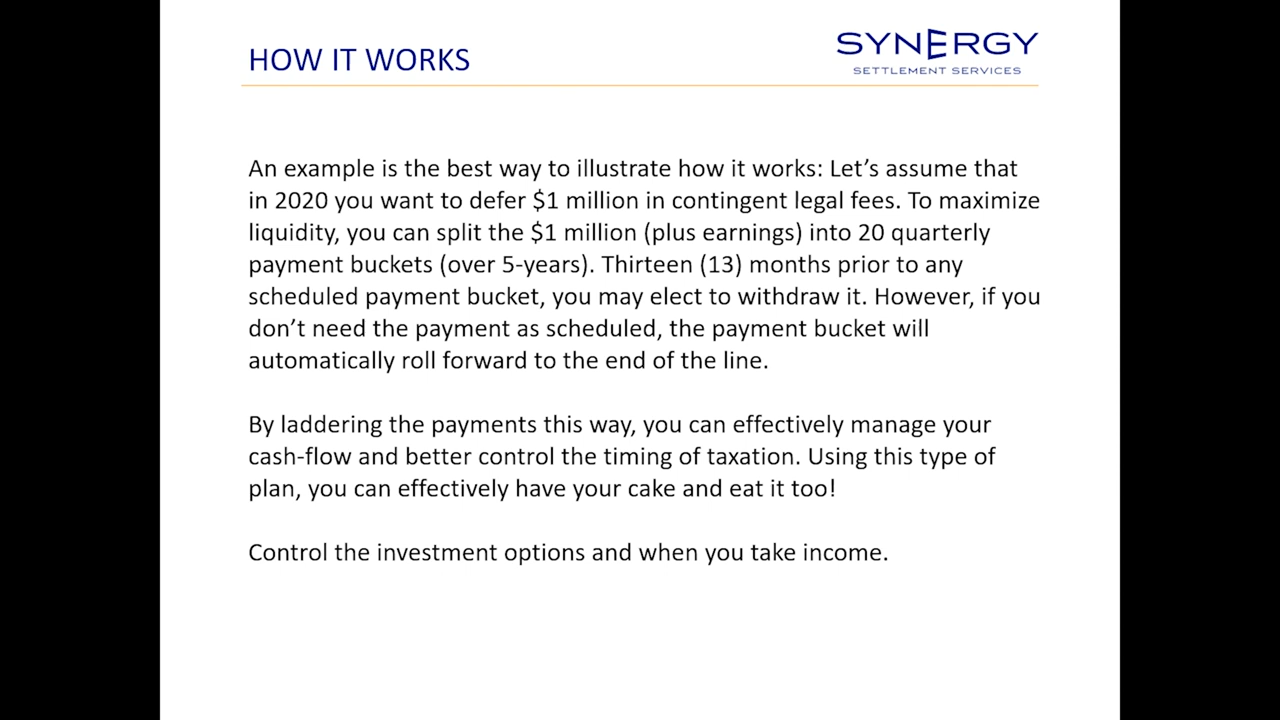 HOW IT WORKS
SYNERGY
SETTLEMENT SERVICES
An example is the best way to illustrate how it works: Let’s assume that
in 2020 you want to defer $1 million in contingent legal fees. To maximize
liquidity, you can split the $1 million (plus earnings) into 20 quarterly
payment buckets (over 5-years). Thirteen (13) months prior to any
scheduled payment bucket, you may elect to withdraw it. However, if you
don’t need the payment as scheduled, the payment bucket will
automatically roll forward to the end of the line.
By laddering the payments this way, you can effectively manage your
cash-flow and better control the timing of taxation. Using this type of
plan, you can effectively have your cake and eat it too!
Control the investment options and when you take income.